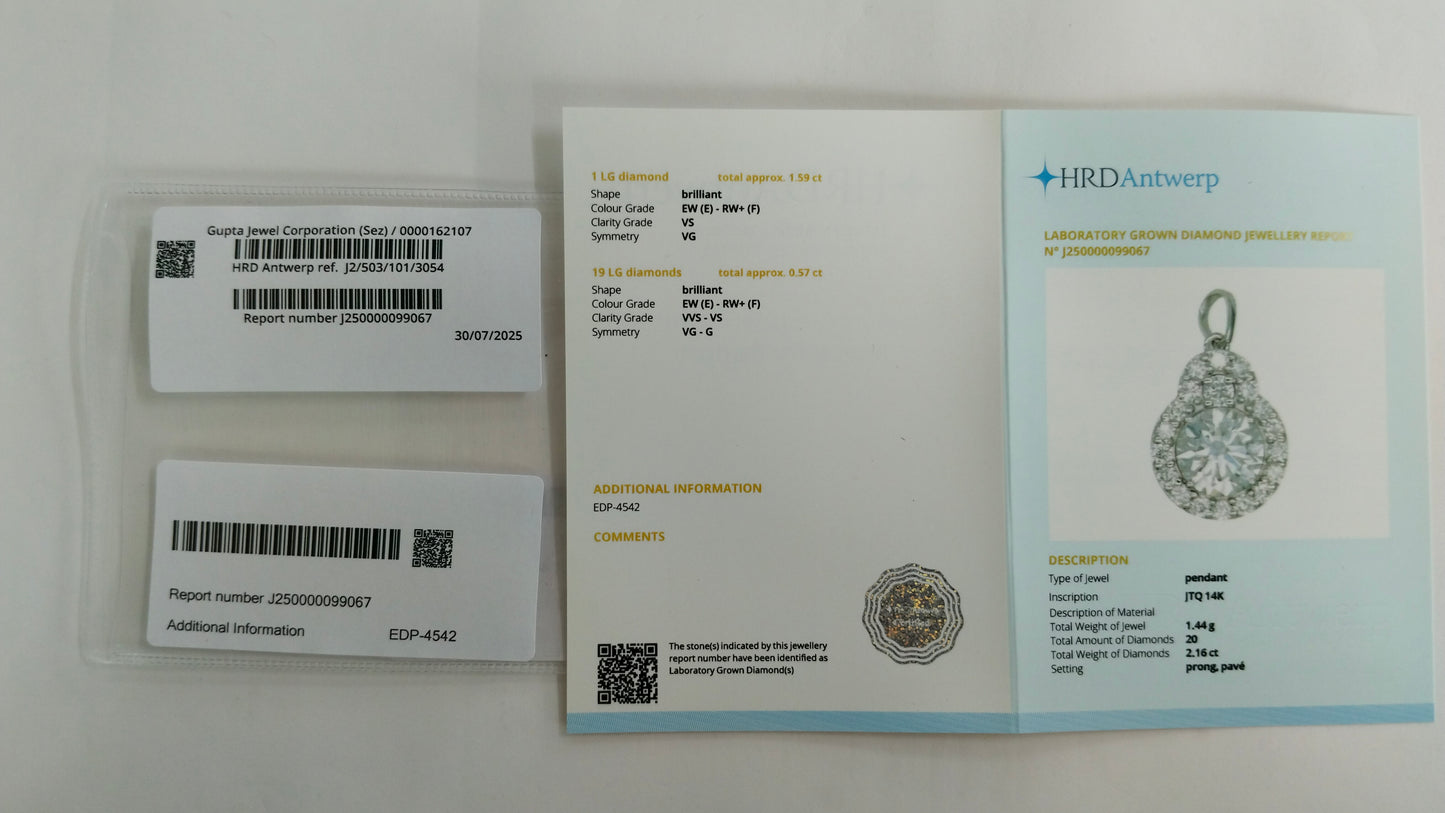 Gupta Jewel Corporation (Sez) / 0000162107
HRD Antwerp ref. J2/503/101/3054
Report number J250000099067
30/07/2025
Report number J250000099067
Additional Information EDP-4542
1 LG diamond total approx. 1.59 ct
Shape brilliant
Colour Grade EW (E) - RW+ (F)
Clarity Grade VS
Symmetry VG
19 LG diamonds total approx. 0.57 ct
Shape brilliant
Colour Grade EW (E) - RW+ (F)
Clarity Grade VVS - VS
Symmetry VG - G
ADDITIONAL INFORMATION
EDP-4542
COMMENTS
The stone(s) indicated by this jewellery
report number have been identified as
Laboratory Grown Diamond(s)
HRDAntwerp
LABORATORY GROWN DIAMOND JEWELLERY REPORT
N° J250000099067
DESCRIPTION
Type of Jewel pendant
Inscription JTQ 14K
Description of Material
Total Weight of Jewel 1.44 g
Total Amount of Diamonds 20
Total Weight of Diamonds 2.16 ct
Setting prong, pavé